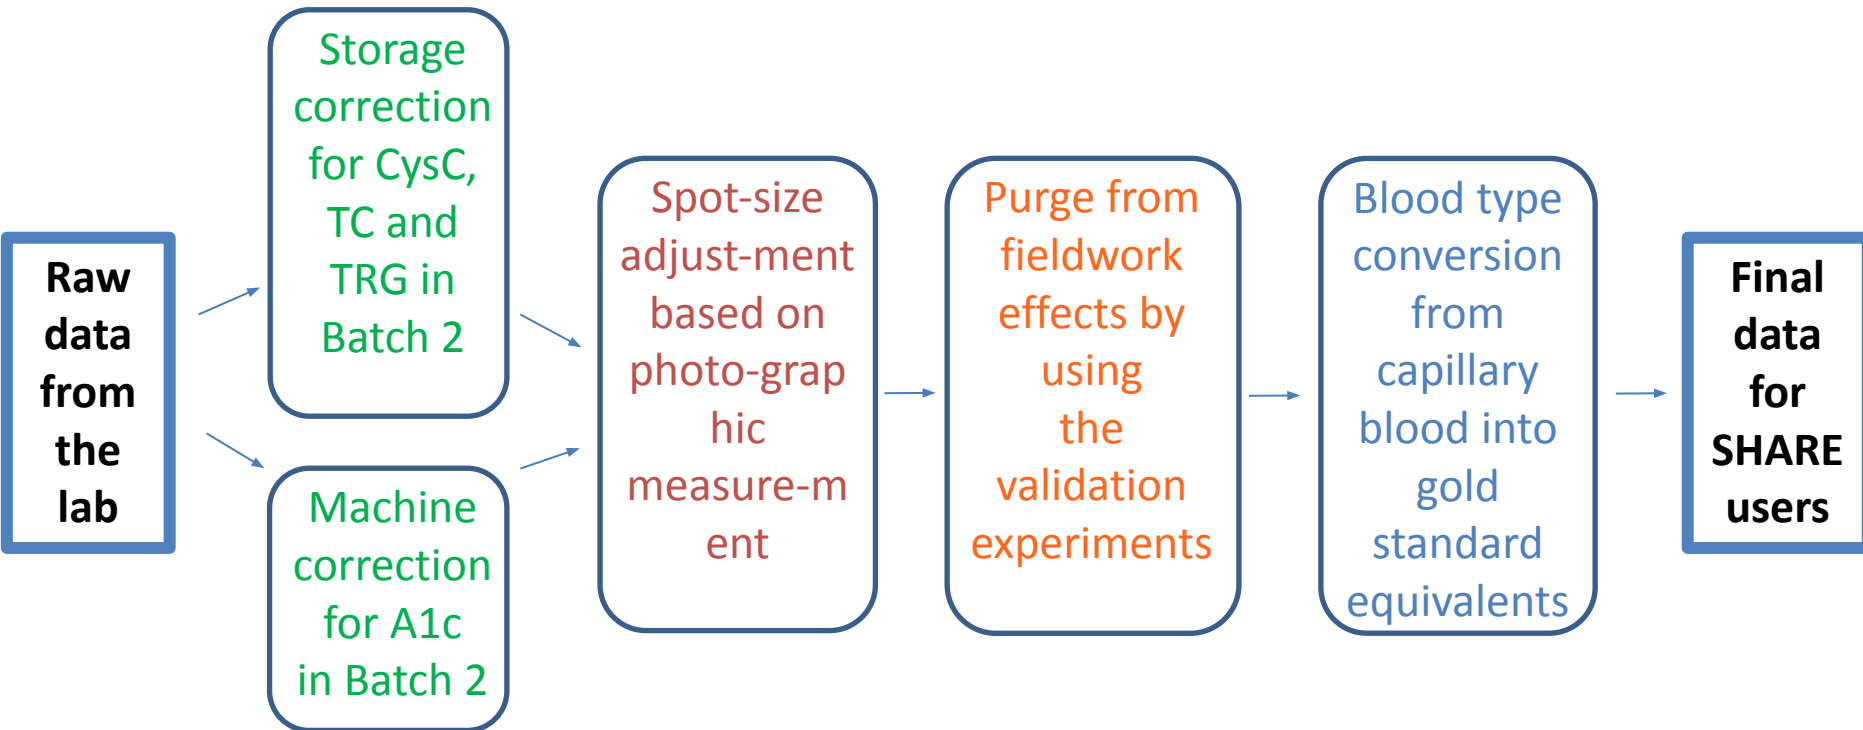 Raw
data
from
the
lab
Storage
correction
for CysC,
TC and
TRG in
Batch 2
Machine
correction
for A1c
in Batch 2
Spot-size
adjust-ment
based on
photo-grap
hic
measure-m
ent
Purge from
fieldwork
effects by
using
the
validation
experiments
Blood type
conversion
from
capillary
blood into
gold
standard
equivalents
Final
data
for
SHARE
users